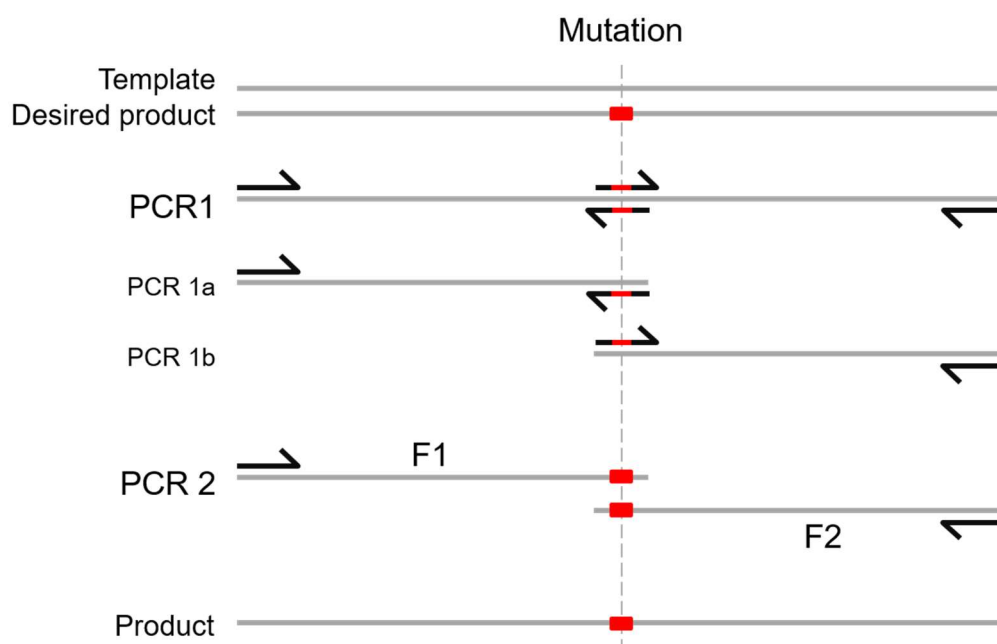 Mutation
Template
Desired product
PCR1
PCR 1a
PCR 1b
F1
PCR 2
F2
Product